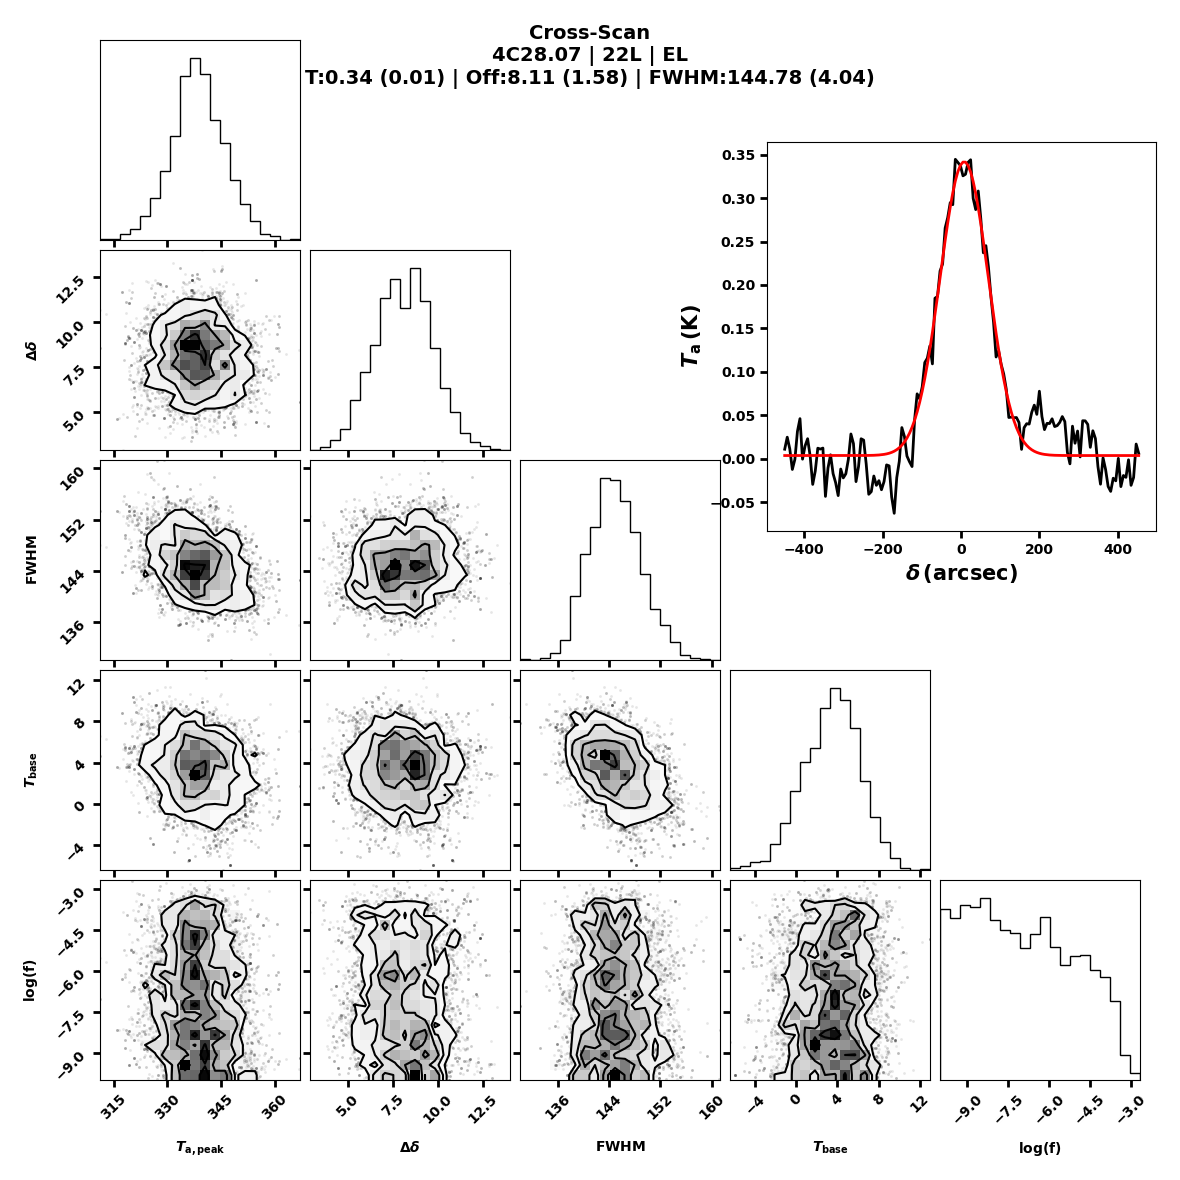 Cross-Scan
4C28.07 | 22L | EL
T:0.34 (0.01) | Off:8.11 (1.58) | FWHM:144.78 (4.04)
0.35
0.30
0.25
0.20
0.15
0.10
0.05
0.00
−0.05
Tₐ (K)
−400 −200 0 200 400
δ (arcsec)
12.5
10.0
7.5
5.0
Δδ
160
152
144
136
FWHM
12
8
4
0
−4
T_base
−3.0
−4.5
−6.0
−7.5
−9.0
log(f)
315 330 345 360
5.0 7.5 10.0 12.5
136 144 152 160
−4 0 4 8 12
−9.0 −7.5 −6.0 −4.5 −3.0
T_a,peak
Δδ
FWHM
T_base
log(f)